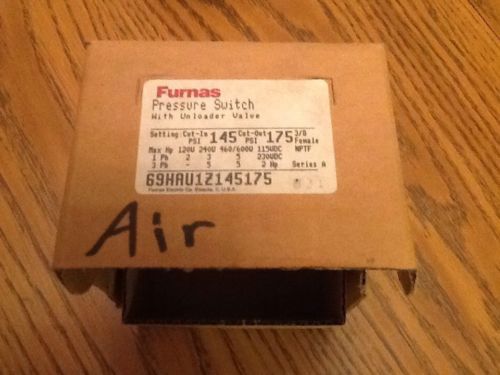 Furnas
Pressure Switch
With Unloader Valve
Setting Cut-In PSI 145 Cut-Out PSI 175 3/8 Female NPTF
Max Hp 120V 240V 460/600V 115VDC
1 Ph 2 3 5 230VDC
3 Ph - 5 5 2 Hp Series A
69HAU1Z145175
Furnas Electric Co. Batavia, IL U.S.A.
Air